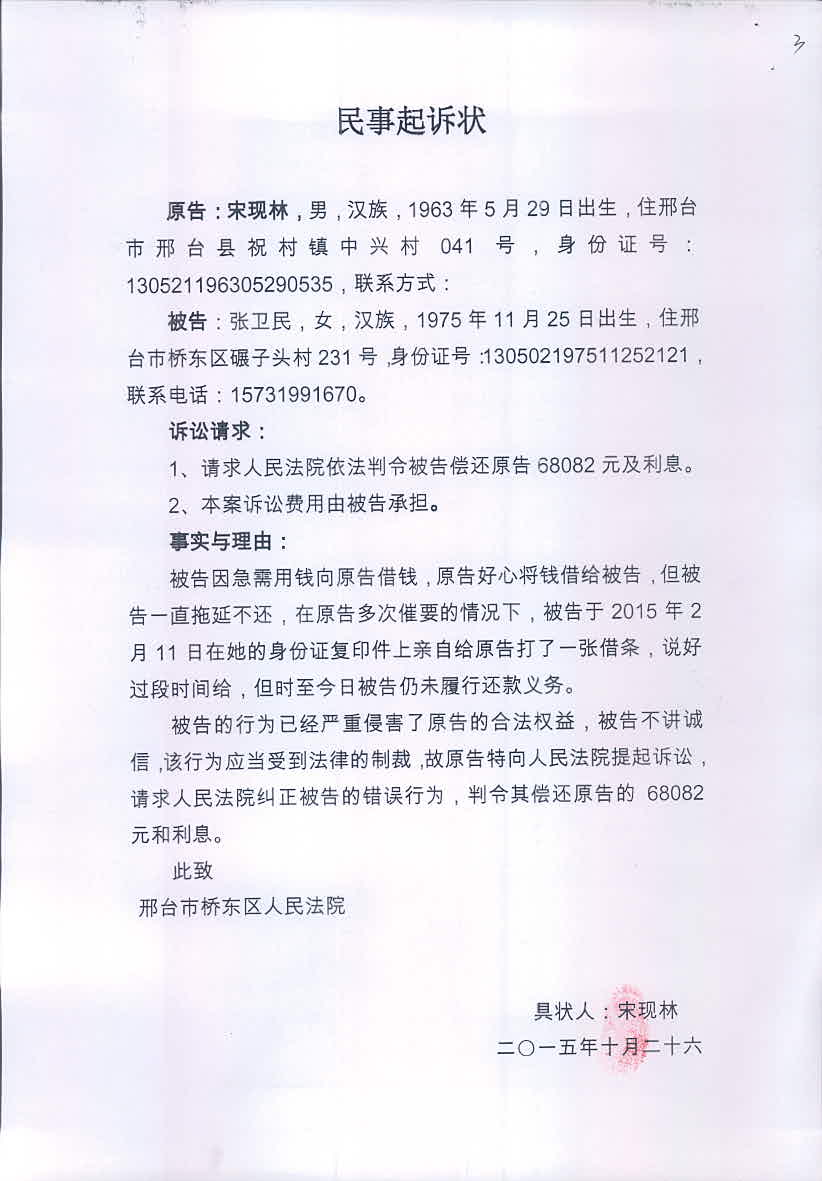 3
民事起诉状
原告：宋现林，男，汉族，1963年5月29日出生，住邢台
市邢台县祝村镇中兴村 041 号，身份证号：
130521196305290535，联系方式：
被告：张卫民，女，汉族，1975年11月25日出生，住邢
台市桥东区碾子头村231号，身份证号：130502197511252121，
联系电话：15731991670。
诉讼请求：
1、请求人民法院依法判令被告偿还原告68082元及利息。
2、本案诉讼费用由被告承担。
事实与理由：
被告因急需用钱向原告借钱，原告好心将钱借给被告，但被
告一直拖延不还，在原告多次催要的情况下，被告于2015年2
月11日在她的身份证复印件上亲自给原告打了一张借条，说好
过段时间给，但时至今日被告仍未履行还款义务。
被告的行为已经严重侵害了原告的合法权益，被告不讲诚
信，该行为应当受到法律的制裁，故原告特向人民法院提起诉讼，
请求人民法院纠正被告的错误行为，判令其偿还原告的 68082
元和利息。
此致
邢台市桥东区人民法院
具状人：宋现林
二〇一五年十月二十六